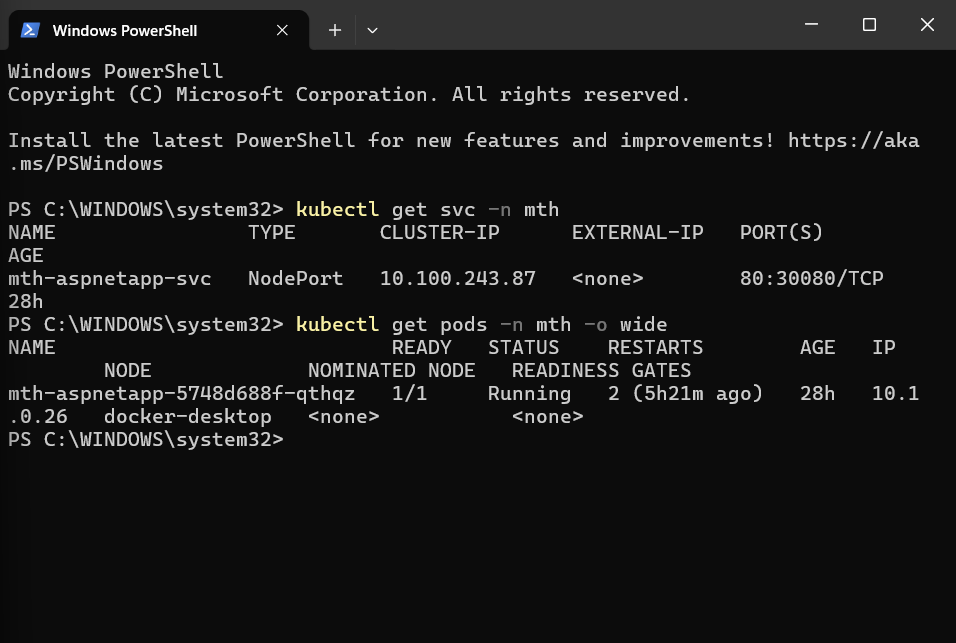 Windows PowerShell
Windows PowerShell
Copyright (C) Microsoft Corporation. All rights reserved.
Install the latest PowerShell for new features and improvements! https://aka
.ms/PSWindows
PS C:\WINDOWS\system32> kubectl get svc -n mth
NAME                TYPE       CLUSTER-IP      EXTERNAL-IP   PORT(S)
AGE
mth-aspnetapp-svc   NodePort   10.100.243.87   <none>        80:30080/TCP
28h
PS C:\WINDOWS\system32> kubectl get pods -n mth -o wide
NAME                            READY   STATUS    RESTARTS        AGE   IP
        NODE             NOMINATED NODE   READINESS GATES
mth-aspnetapp-5748d688f-qthqz   1/1     Running   2 (5h21m ago)   28h   10.1
.0.26   docker-desktop   <none>           <none>
PS C:\WINDOWS\system32>